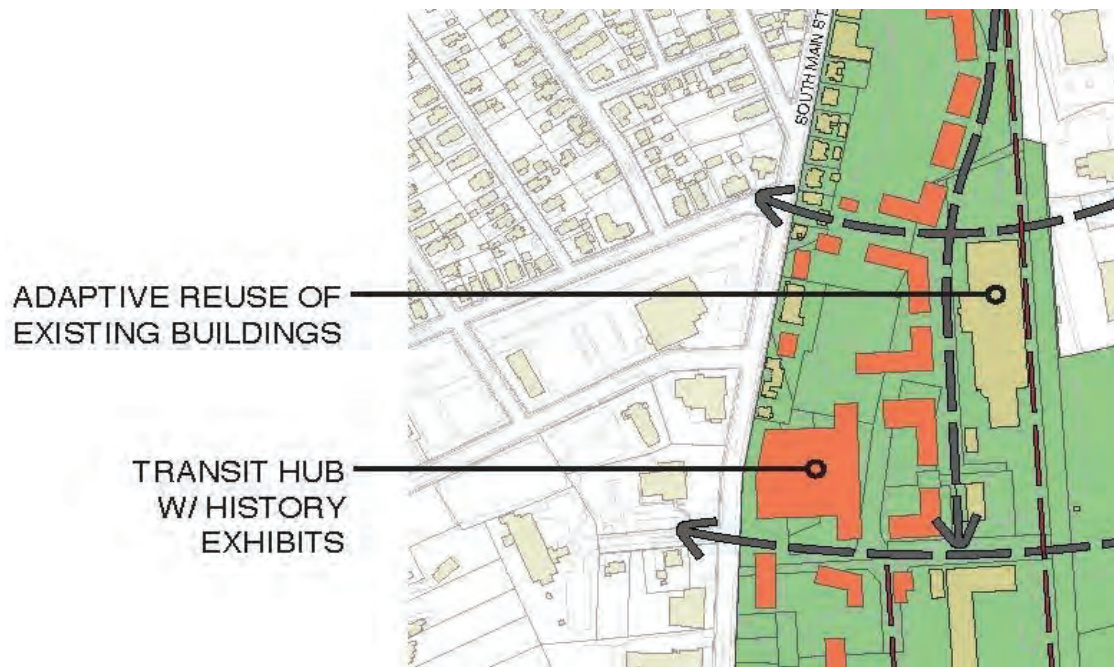 SOUTH MAIN ST
ADAPTIVE REUSE OF
EXISTING BUILDINGS
TRANSIT HUB
W/ HISTORY
EXHIBITS